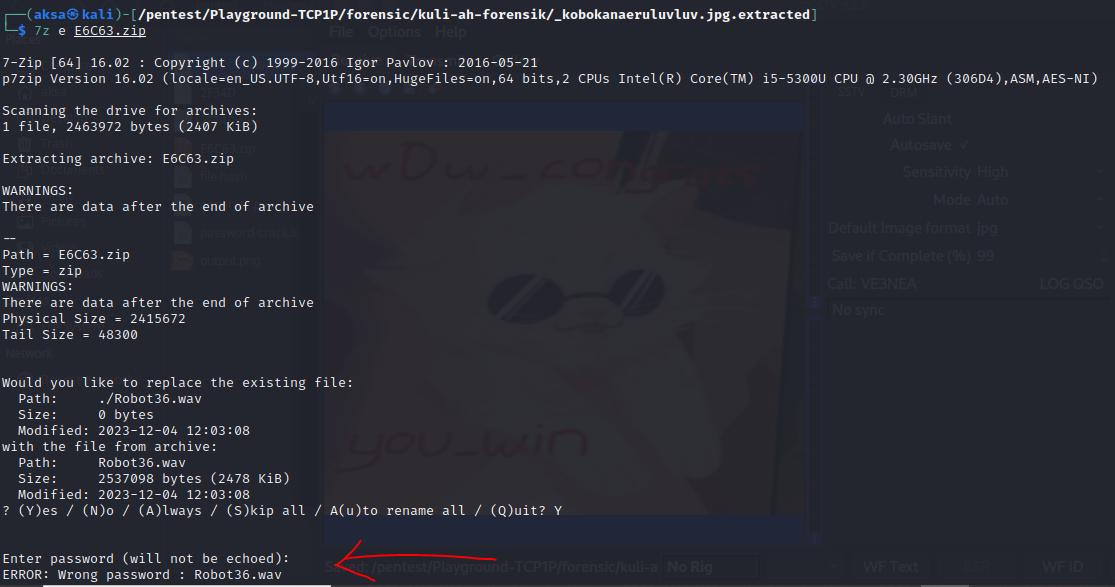 ┌──(aksa㉿kali)-[/pentest/Playground-TCP1P/forensic/kuli-ah-forensik/_kobokanaeruluvluv.jpg.extracted]
└─$ 7z e E6C63.zip
File Options Help
7-Zip [64] 16.02 : Copyright (c) 1999-2016 Igor Pavlov : 2016-05-21
p7zip Version 16.02 (locale=en_US.UTF-8,Utf16=on,HugeFiles=on,64 bits,2 CPUs Intel(R) Core(TM) i5-5300U CPU @ 2.30GHz (306D4),ASM,AES-NI)
DRM
Scanning the drive for archives:
1 file, 2463972 bytes (2407 KiB)
Auto Slant
Autosave ✓
Extracting archive: E6C63.zip
Sensitivity High
WARNINGS:
There are data after the end of archive
Mode Auto
wDw_congrats
Default Image format jpg
--
Path = E6C63.zip
Save if Complete (%) 99
Type = zip
WARNINGS:
Call: VE3NEA LOG QSO
There are data after the end of archive
Physical Size = 2415672
No sync
Tail Size = 48300
Network
Would you like to replace the existing file:
  Path:     ./Robot36.wav
  Size:     0 bytes
  Modified: 2023-12-04 12:03:08
with the file from archive:
you_win
  Path:     Robot36.wav
  Size:     2537098 bytes (2478 KiB)
  Modified: 2023-12-04 12:03:08
? (Y)es / (N)o / (A)lways / (S)kip all / A(u)to rename all / (Q)uit? Y
Enter password (will not be echoed):
/pentest/Playground-TCP1P/forensic/kuli-a No Rig WF Text WF ID
ERROR: Wrong password : Robot36.wav